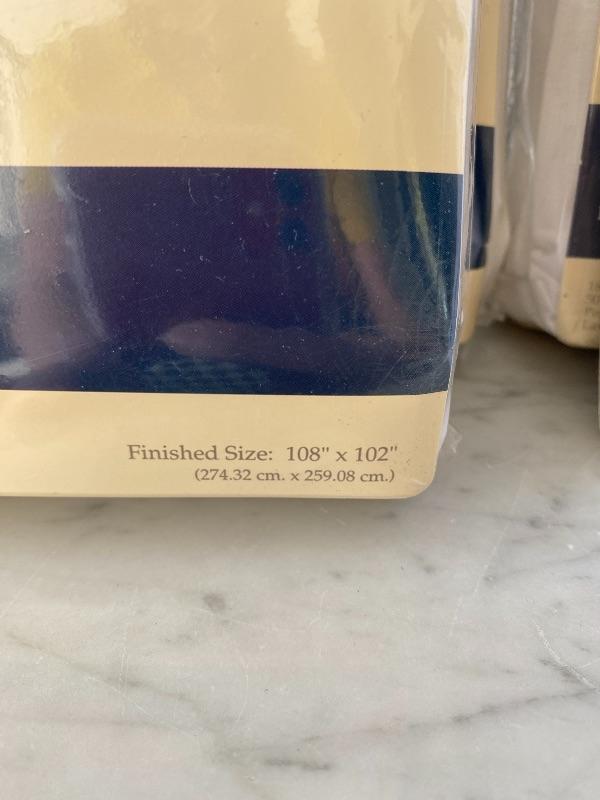 Finished Size: 108" x 102"
(274.32 cm. x 259.08 cm.)